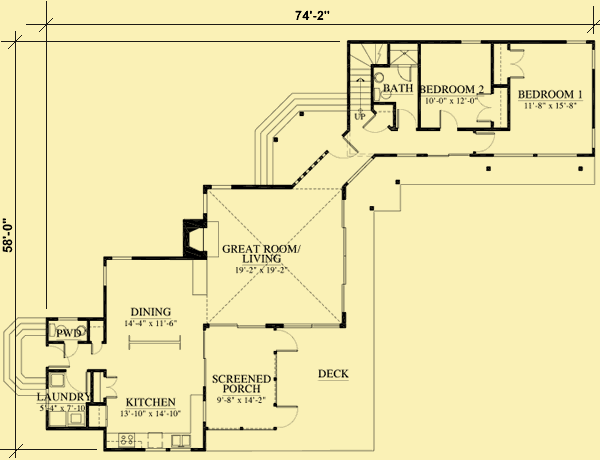 74'-2"
58'-0"
BATH
UP
BEDROOM 2
10'-0" x 12'-0"
BEDROOM 1
11'-8" x 15'-8"
GREAT ROOM/
LIVING
19'-2" x 19'-2"
DINING
14'-4" x 11'-6"
PWD
LAUNDRY
5'-4" x 7'-10"
KITCHEN
13'-10" x 14'-10"
SCREENED
PORCH
9'-8" x 14'-2"
DECK